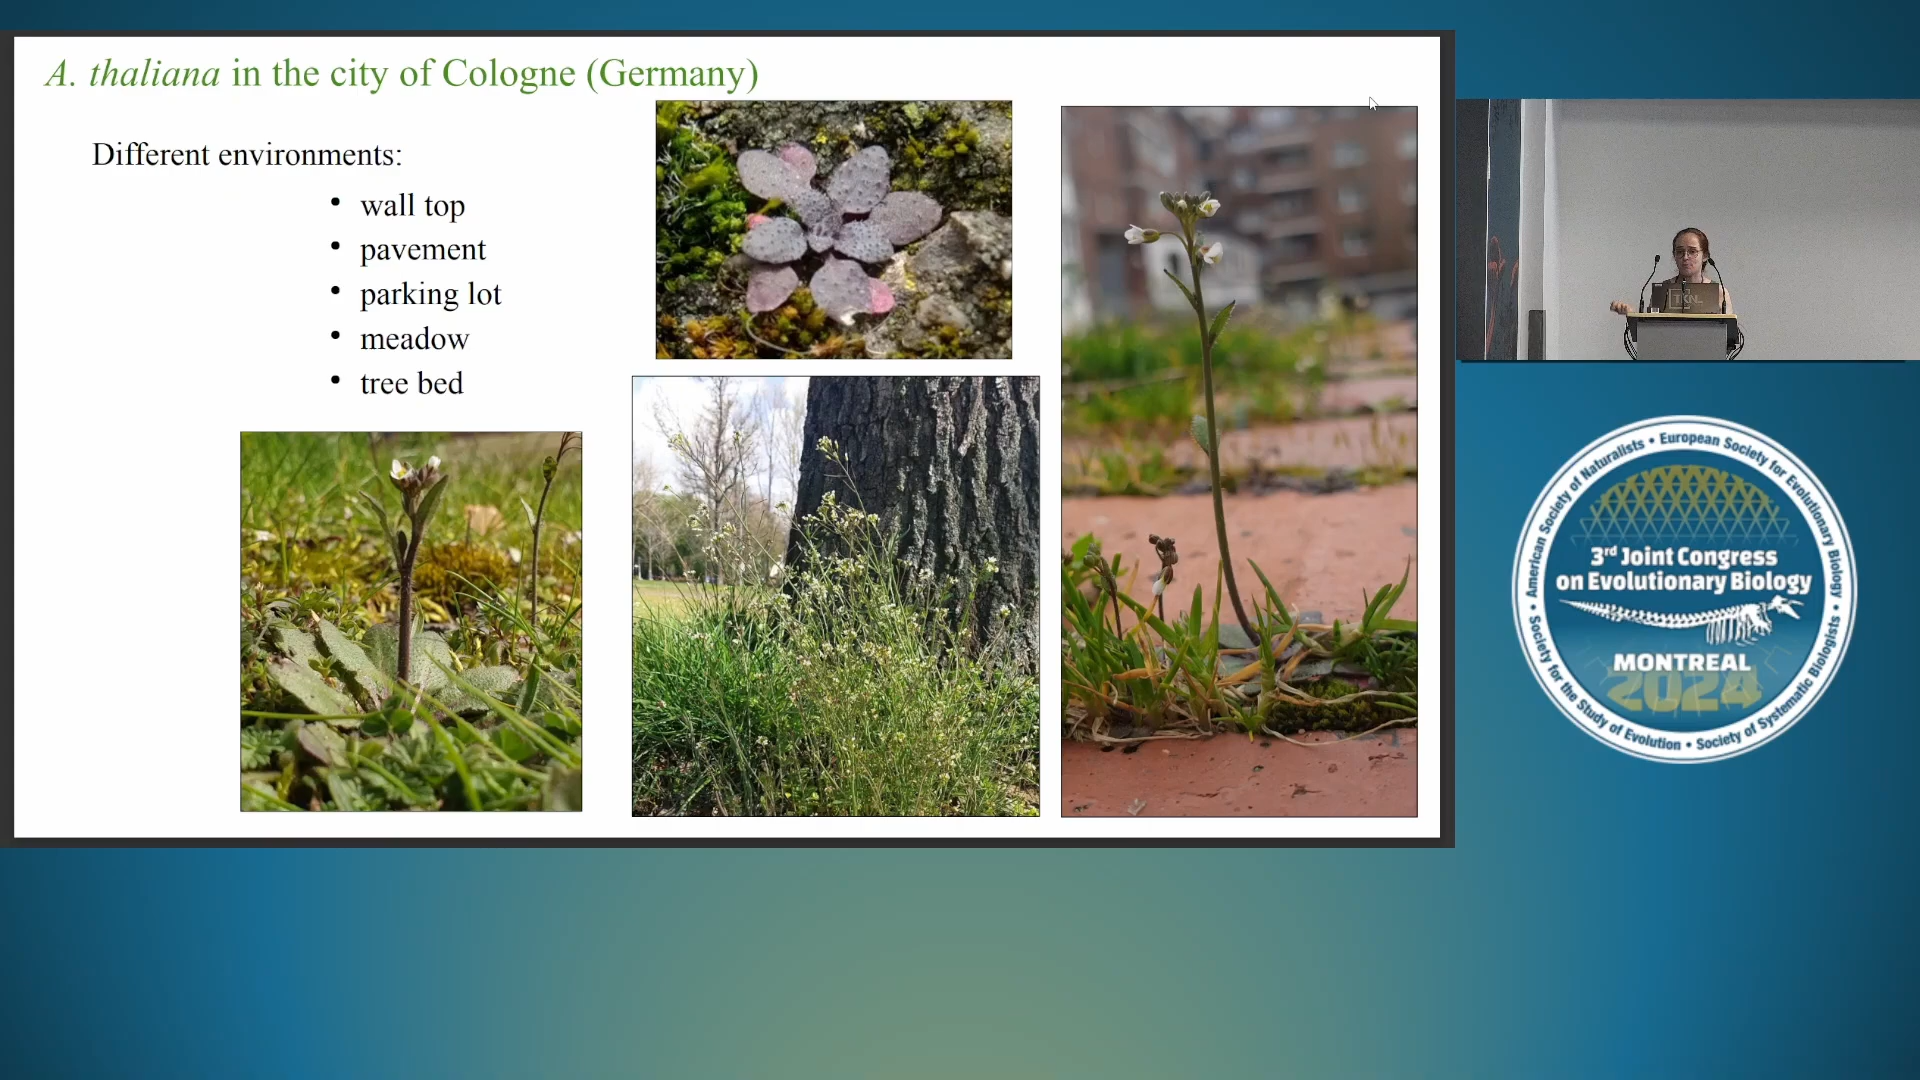 A. thaliana in the city of Cologne (Germany)
Different environments:
• wall top
• pavement
• parking lot
• meadow
• tree bed
American Society of Naturalists • European Society for Evolutionary Biology •
Society for the Study of Evolution • Society of Systematic Biologists •
3rd Joint Congress
on Evolutionary Biology
MONTREAL
2024